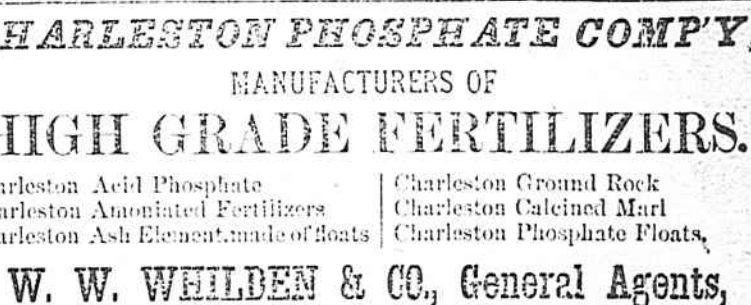 HARLESTON PHOSPHATE COMP'Y,
MANUFACTURERS OF
HIGH GRADE FERTILIZERS.
arleston Acid Phosphate
arleston Amoniated Fertilizers
arleston Ash Element.made of floats
Charleston Ground Rock
Charleston Calcined Marl
Charleston Phosphate Floats,
W. W. WHILDEN & CO., General Agents,